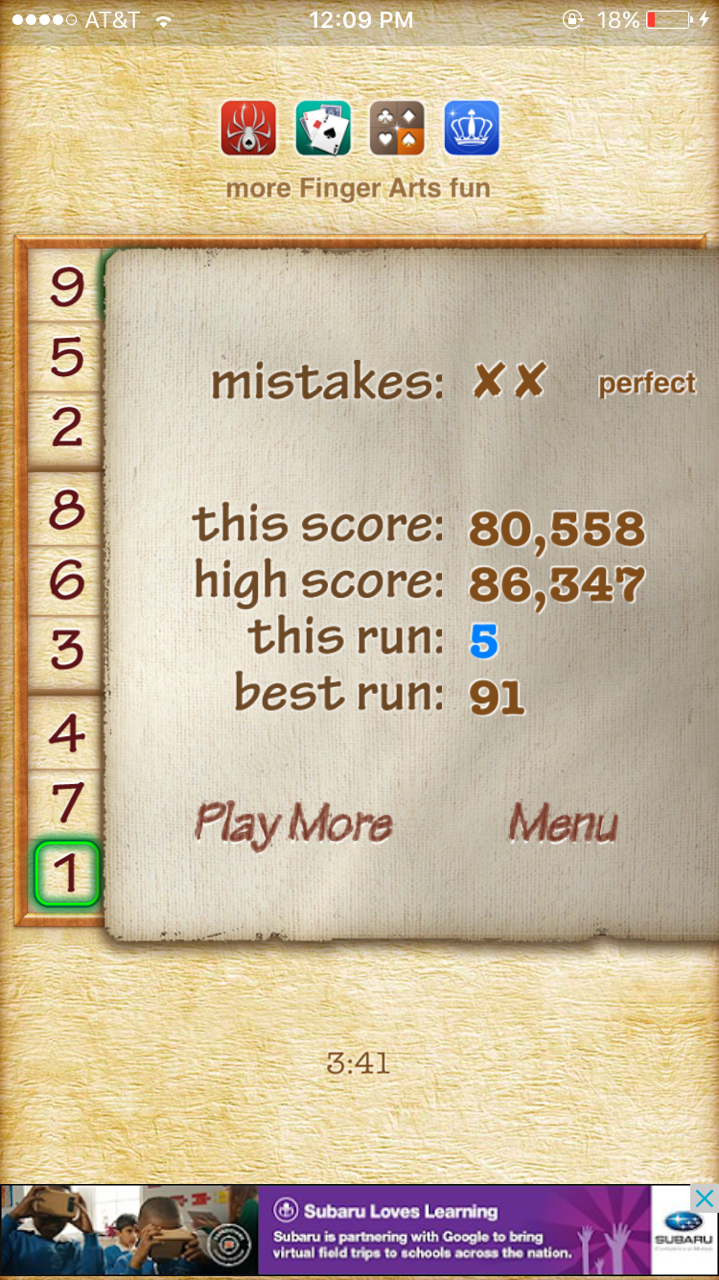 AT&T 12:09 PM 18%
more Finger Arts fun
9
5
2
8
6
3
4
7
1
mistakes: ✘✘ perfect
this score: 80,558
high score: 86,347
this run: 5
best run: 91
Play More Menu
3:41
Subaru Loves Learning
Subaru is partnering with Google to bring
virtual field trips to schools across the nation.
SUBARU